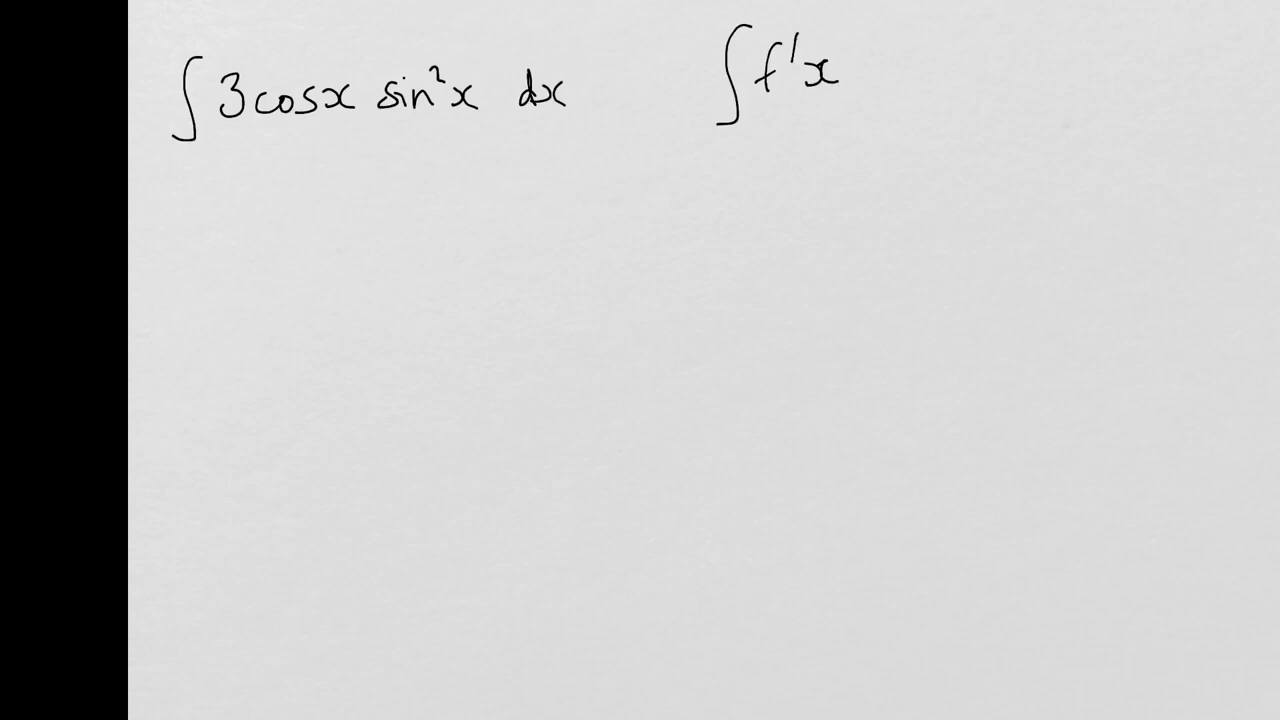 ∫ 3cosx sin²x dx ∫ f'x